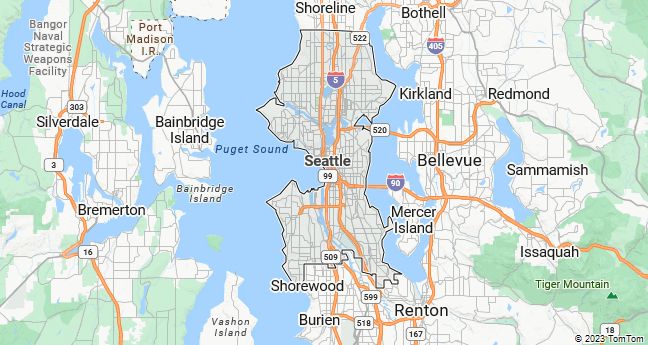 Shoreline
Bothell
Bangor
Naval
Strategic
Weapons
Facility
Port
Madison
I.R.
522
405
5
Hood
Canal
303
Silverdale
Bainbridge
Island
Kirkland
Redmond
520
Puget Sound
Seattle
Bellevue
3
99
90
Sammamish
Bainbridge
Island
Bremerton
Mercer
Island
16
509
Issaquah
Shorewood
599
Tiger Mountain
Vashon
Island
Burien
518
Renton
167
18
© 2023 TomTom